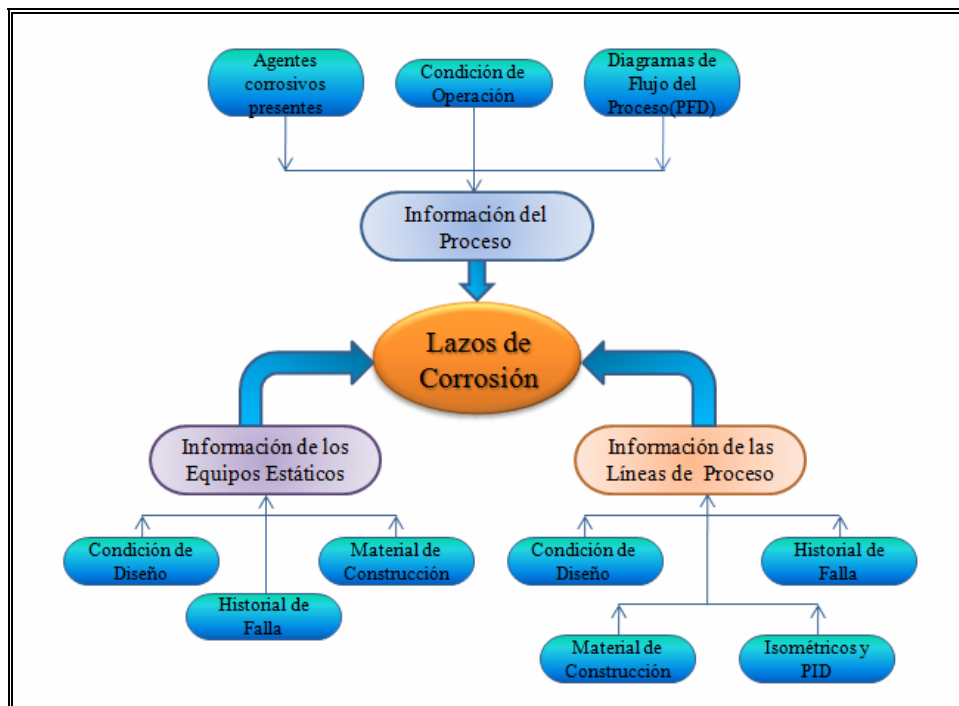 Agentes
corrosivos
presentes
Condición de
Operación
Diagramas de
Flujo del
Proceso(PFD)
Información del
Proceso
Lazos de
Corrosión
Información de los
Equipos Estáticos
Información de las
Líneas de Proceso
Condición de
Diseño
Historial de
Falla
Material de
Construcción
Condición de
Diseño
Historial de
Falla
Material de
Construcción
Isométricos y
PID